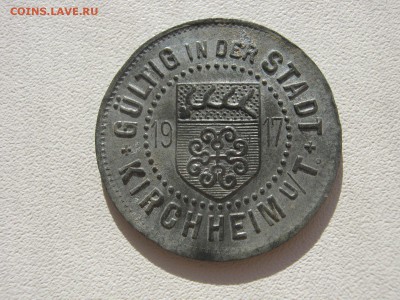 COINS.LAVE.RU
GÜLTIG IN DER STADT
19 17
KIRCHHEIM U/T.